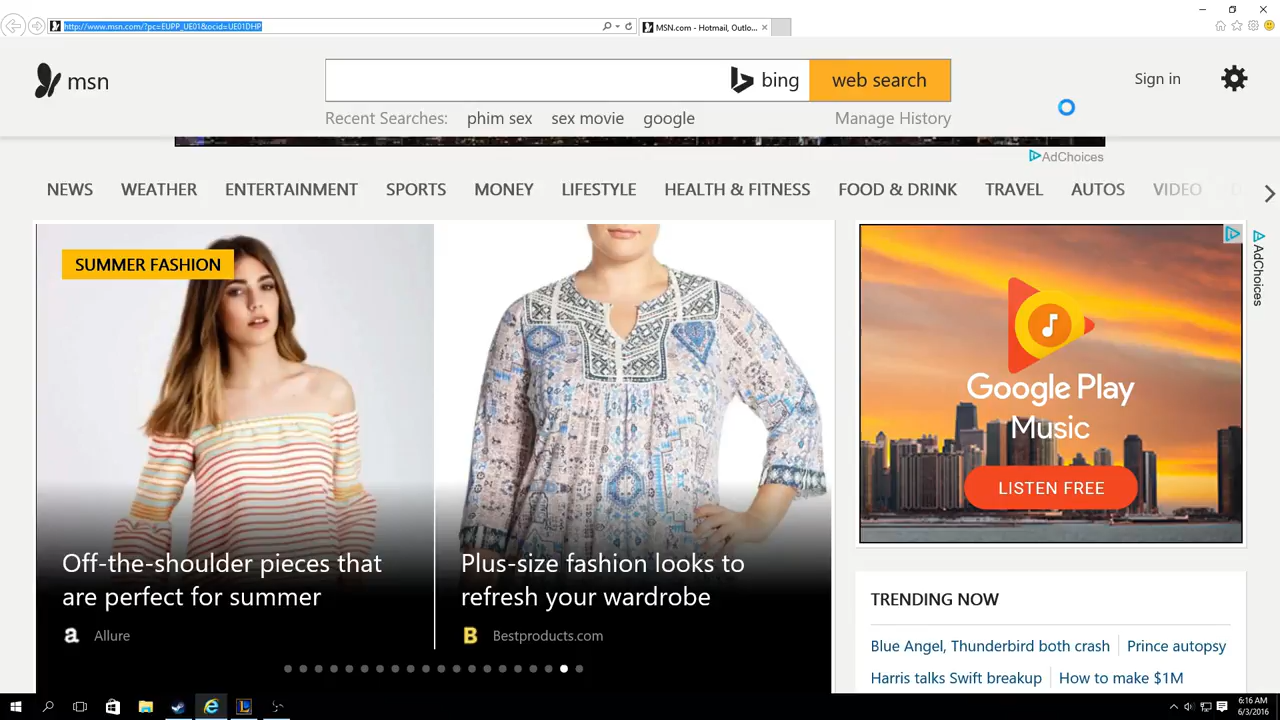 http://www.msn.com/?pc=EUPP_UE01&ocid=UE01DHP
MSN.com - Hotmail, Outlo...
msn
bing
web search
Sign in
Recent Searches: phim sex sex movie google
Manage History
AdChoices
NEWS WEATHER ENTERTAINMENT SPORTS MONEY LIFESTYLE HEALTH & FITNESS FOOD & DRINK TRAVEL AUTOS VIDEO
SUMMER FASHION
Off-the-shoulder pieces that
are perfect for summer
a Allure
Plus-size fashion looks to
refresh your wardrobe
B Bestproducts.com
AdChoices
Google Play
Music
LISTEN FREE
TRENDING NOW
Blue Angel, Thunderbird both crash Prince autopsy
Harris talks Swift breakup How to make $1M
6:16 AM
6/3/2016